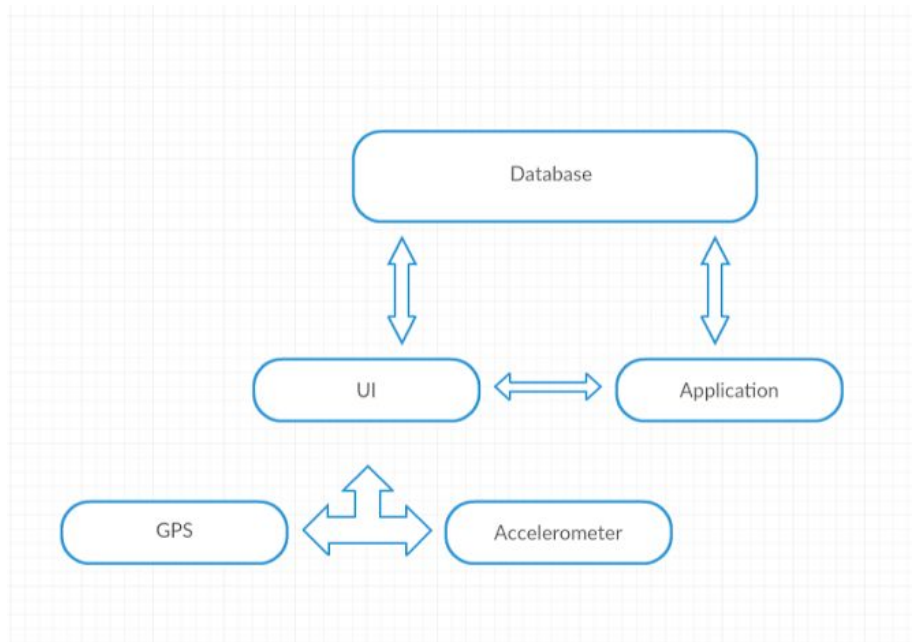 Database
UI
Application
GPS
Accelerometer